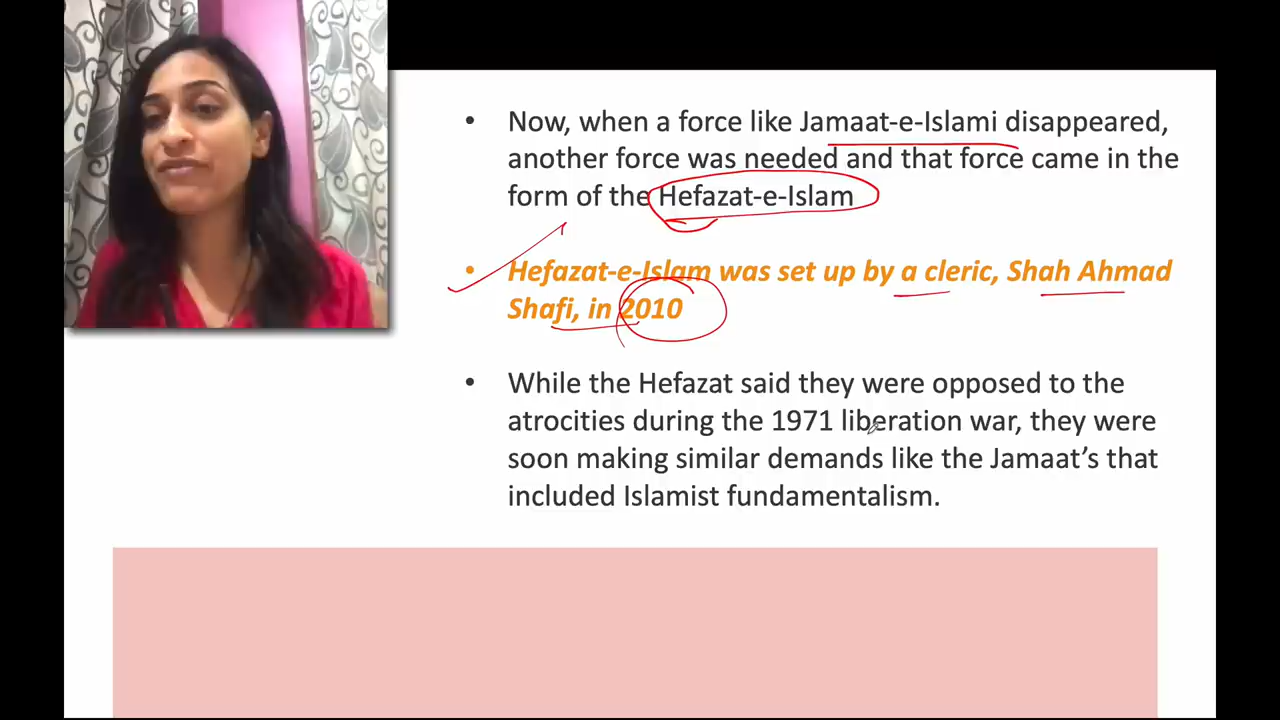 • Now, when a force like Jamaat-e-Islami disappeared,
another force was needed and that force came in the
form of the Hefazat-e-Islam
• Hefazat-e-Islam was set up by a cleric, Shah Ahmad
Shafi, in 2010
• While the Hefazat said they were opposed to the
atrocities during the 1971 liberation war, they were
soon making similar demands like the Jamaat’s that
included Islamist fundamentalism.